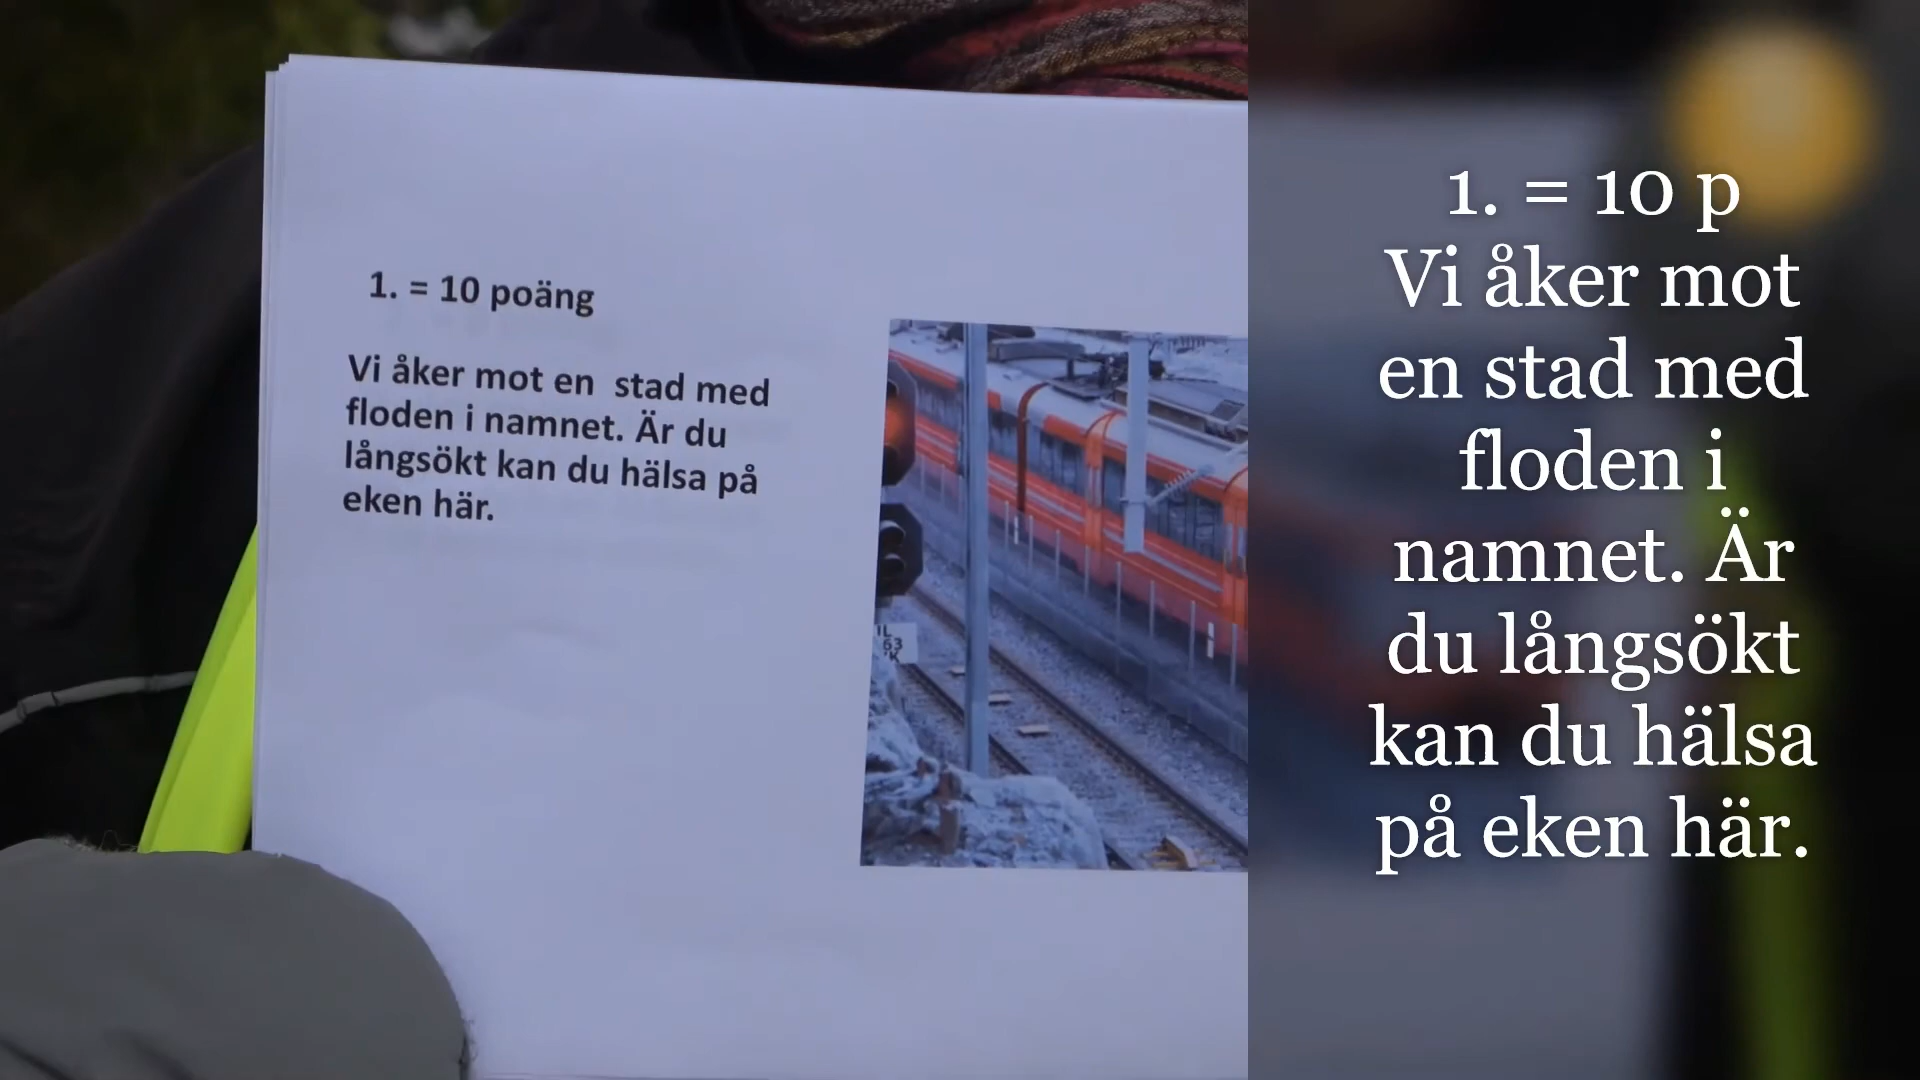 1. = 10 poäng
Vi åker mot en stad med
floden i namnet. Är du
långsökt kan du hälsa på
eken här.
IL
63
'K
1. = 10 p
Vi åker mot
en stad med
floden i
namnet. Är
du långsökt
kan du hälsa
på eken här.